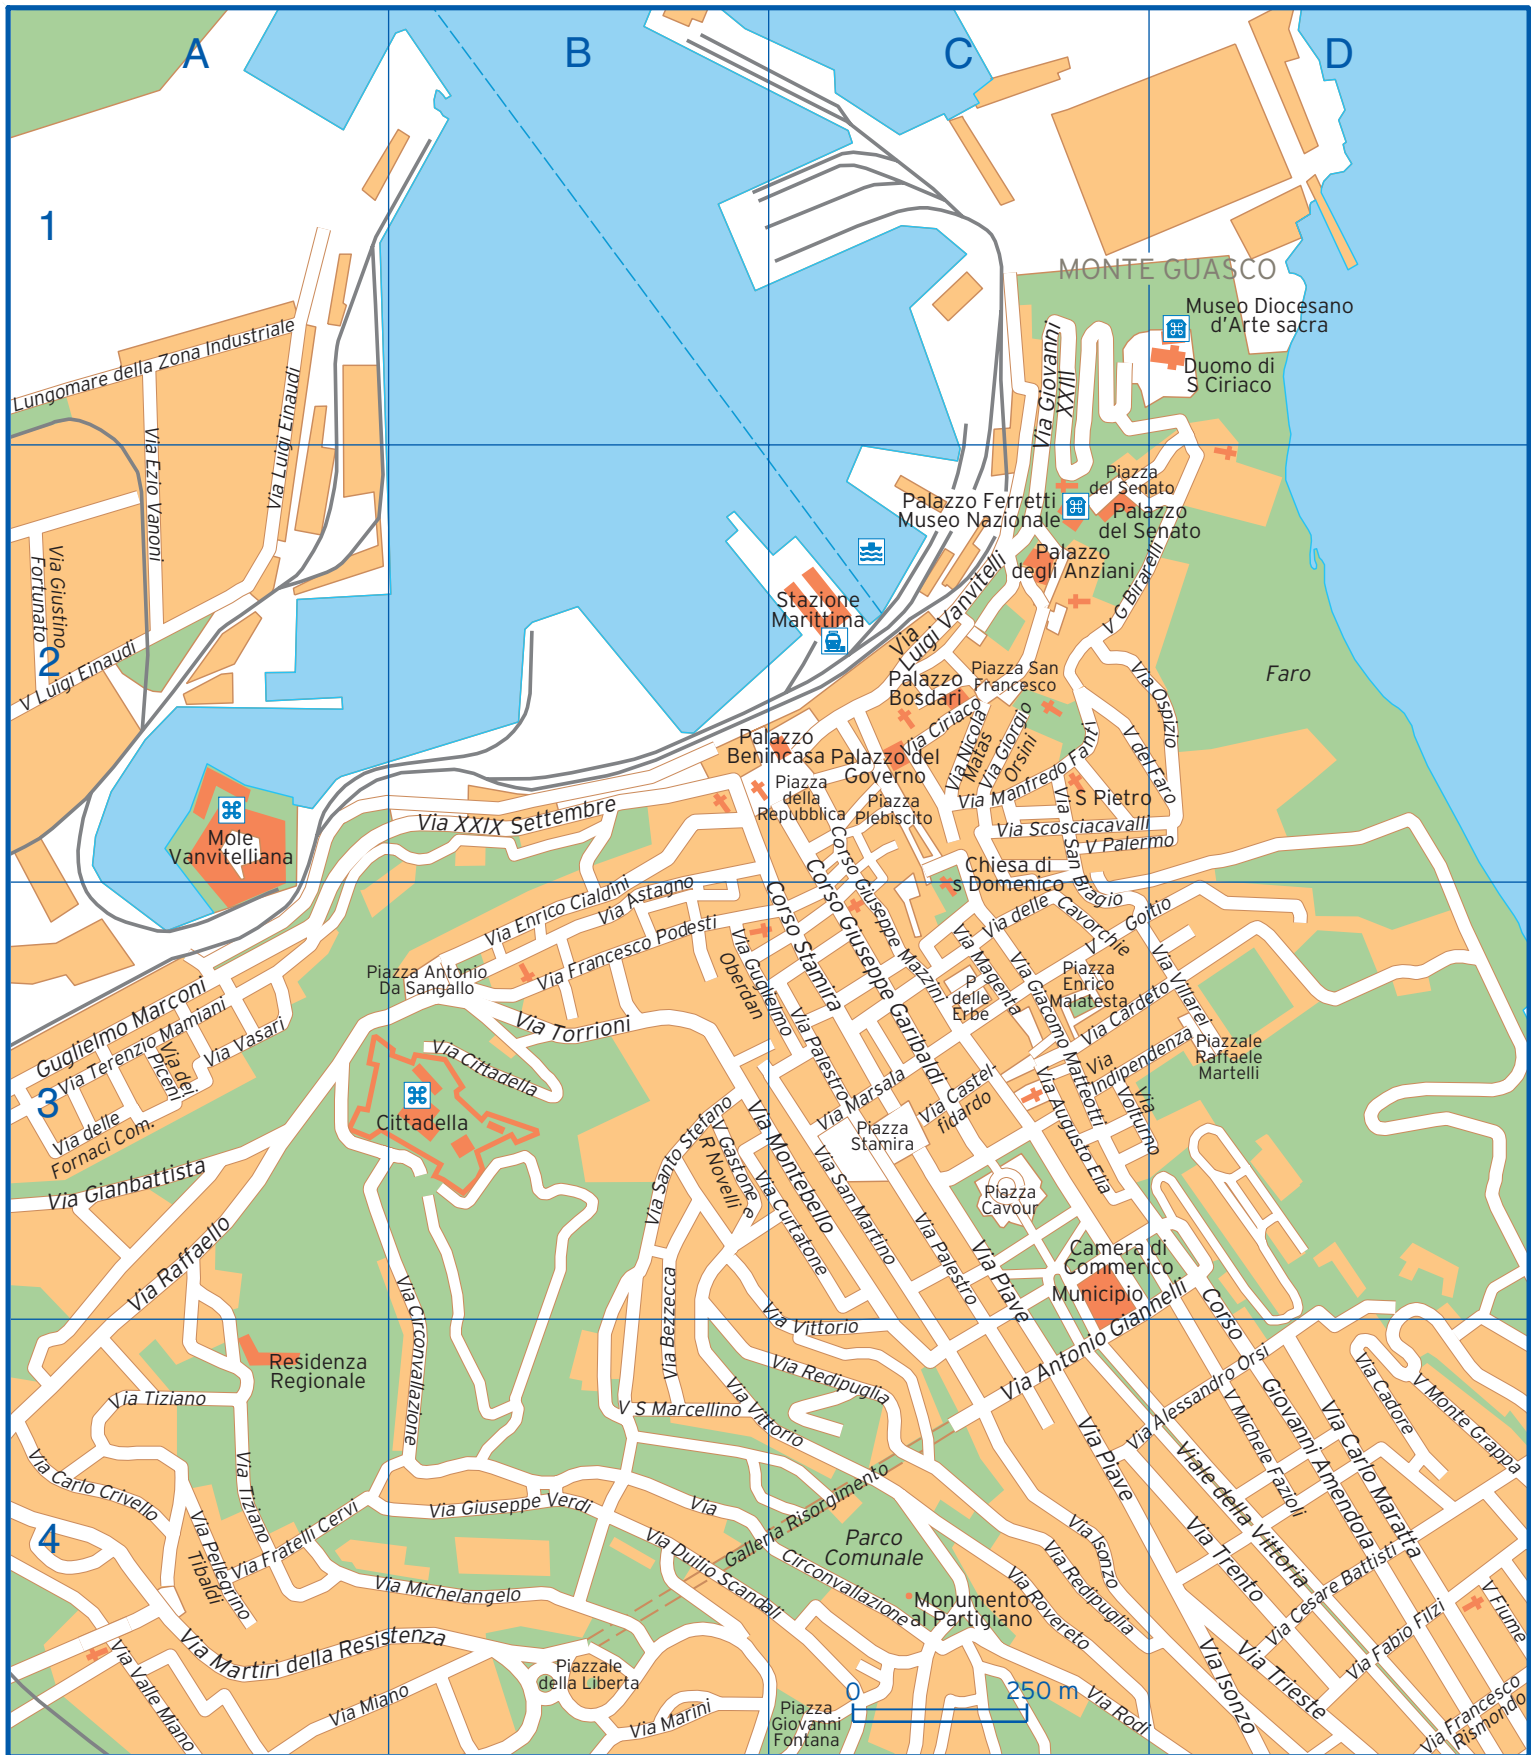 A
B
C
D
1
MONTE GUASCO
Museo Diocesano
d'Arte sacra
Duomo di
S Ciriaco
Via Giovanni
XXIII
Lungomare della Zona Industriale
Via Luigi Einaudi
Via Ezio Vanoni
Via Giustino
Fortunato
V Luigi Einaudi
2
Piazza
del Senato
Palazzo Ferretti
Museo Nazionale
Palazzo
del Senato
Palazzo
degli Anziani
V G Birarelli
Stazione
Marittima
Via
Luigi Vanvitelli
Piazza San
Francesco
Palazzo
Bosdari
Via Ospizio
Faro
Via Ciriaco
Via Nicola
Matas
Via Giorgio
Orsini
Via Manfredo Fanti
V del Faro
Palazzo
Benincasa
Palazzo del
Governo
Piazza
della
Repubblica
Piazza
Plebiscito
S Pietro
Via Scosciacavalli
V Palermo
Via San Biagio
Via XXIX Settembre
Mole
Vanvitelliana
Chiesa di
s Domenico
Corso Giuseppe Mazzini
Corso Giuseppe Garibaldi
Corso Stamira
Via Enrico Cialdini
Via Astagno
Via Francesco Podesti
Via delle
Cavorchie
V Goitio
Via Magenta
Via Giacomo Matteotti
Via Villarei
Piazza
Enrico
Malatesta
Via Cardeto
P
delle
Erbe
Via Guglielmo
Oberdan
Piazza Antonio
Da Sangallo
Via Torrioni
Guglielmo Marconi
Via Terenzio Mamiani
Via Vasari
Via dei
Piceni
3
Via delle
Fornaci Com.
Via Cittadella
Cittadella
Via Palestro
Via Marsala
Via Castel-
fidardo
Via
Indipendenza
Piazzale
Raffaele
Martelli
Via
Volturno
Via Augusto Elia
Piazza
Stamira
Piazza
Cavour
Via Santo Stefano
V Gastone e
R Novelli
Via Montebello
Via Curtatone
Via San Martino
Via Palestro
Via Piave
Via Gianbattista
Via Raffaello
Via Circonvallazione
Via Bezzecca
Camera di
Commerico
Municipio
Via Antonio Giannelli
Via Vittorio
Via Redipuglia
Via Vittorio
V S Marcellino
Residenza
Regionale
Via Tiziano
Via Tiziano
Via Carlo Crivello
Via Pellegrino
Tibaldi
Via Fratelli Cervi
4
Via Giuseppe Verdi
Via
Circonvallazione
Via Michelangelo
Via Duilio Scandali
Galleria Risorgimento
Parco
Comunale
Monumento
al Partigiano
Corso
Giovanni Amendola
Via Alessandro Orsi
V Michele Fazioli
Via Carlo Maratta
Via Cadore
V Monte Grappa
Via Piave
Viale della Vittoria
Via Trento
Via Isonzo
Via Redipuglia
Via Rovereto
Via Cesare Battisti
Via Fabio Filzi
V Fiume
Via Trieste
Via Isonzo
Via Rodi
Via Francesco
Rismondo
Via Martiri della Resistenza
Via Valle Miano
Via Miano
Piazzale
della Liberta
Via Marini
Piazza
Giovanni
Fontana
0
250 m